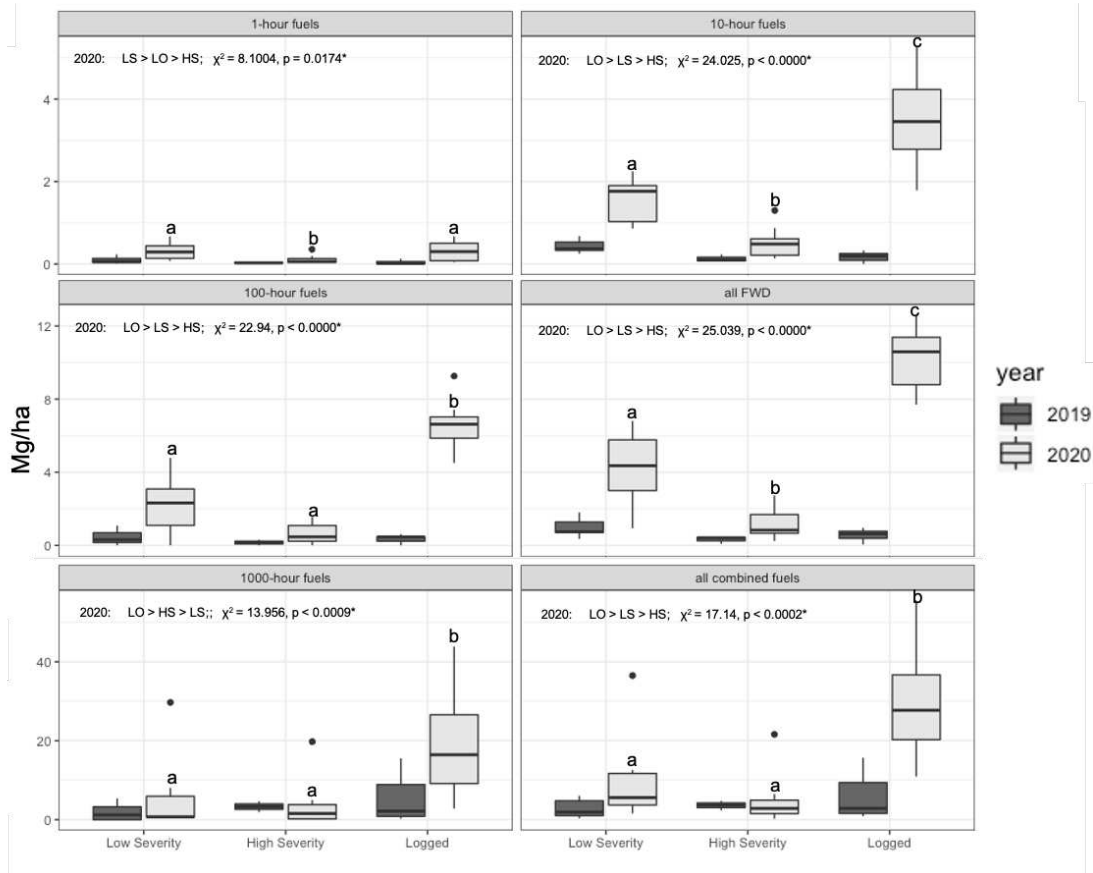 1-hour fuels
10-hour fuels
2020: LS > LO > HS; χ² = 8.1004, p = 0.0174*
2020: LO > LS > HS; χ² = 24.025, p < 0.0000*
4
2
0
a
b
a
a
b
c
100-hour fuels
all FWD
2020: LO > LS > HS; χ² = 22.94, p < 0.0000*
2020: LO > LS > HS; χ² = 25.039, p < 0.0000*
12
8
4
0
a
a
b
a
b
c
Mg/ha
year
2019
2020
1000-hour fuels
all combined fuels
2020: LO > HS > LS;; χ² = 13.956, p < 0.0009*
2020: LO > LS > HS; χ² = 17.14, p < 0.0002*
40
20
0
a
a
b
a
a
b
Low Severity High Severity Logged
Low Severity High Severity Logged